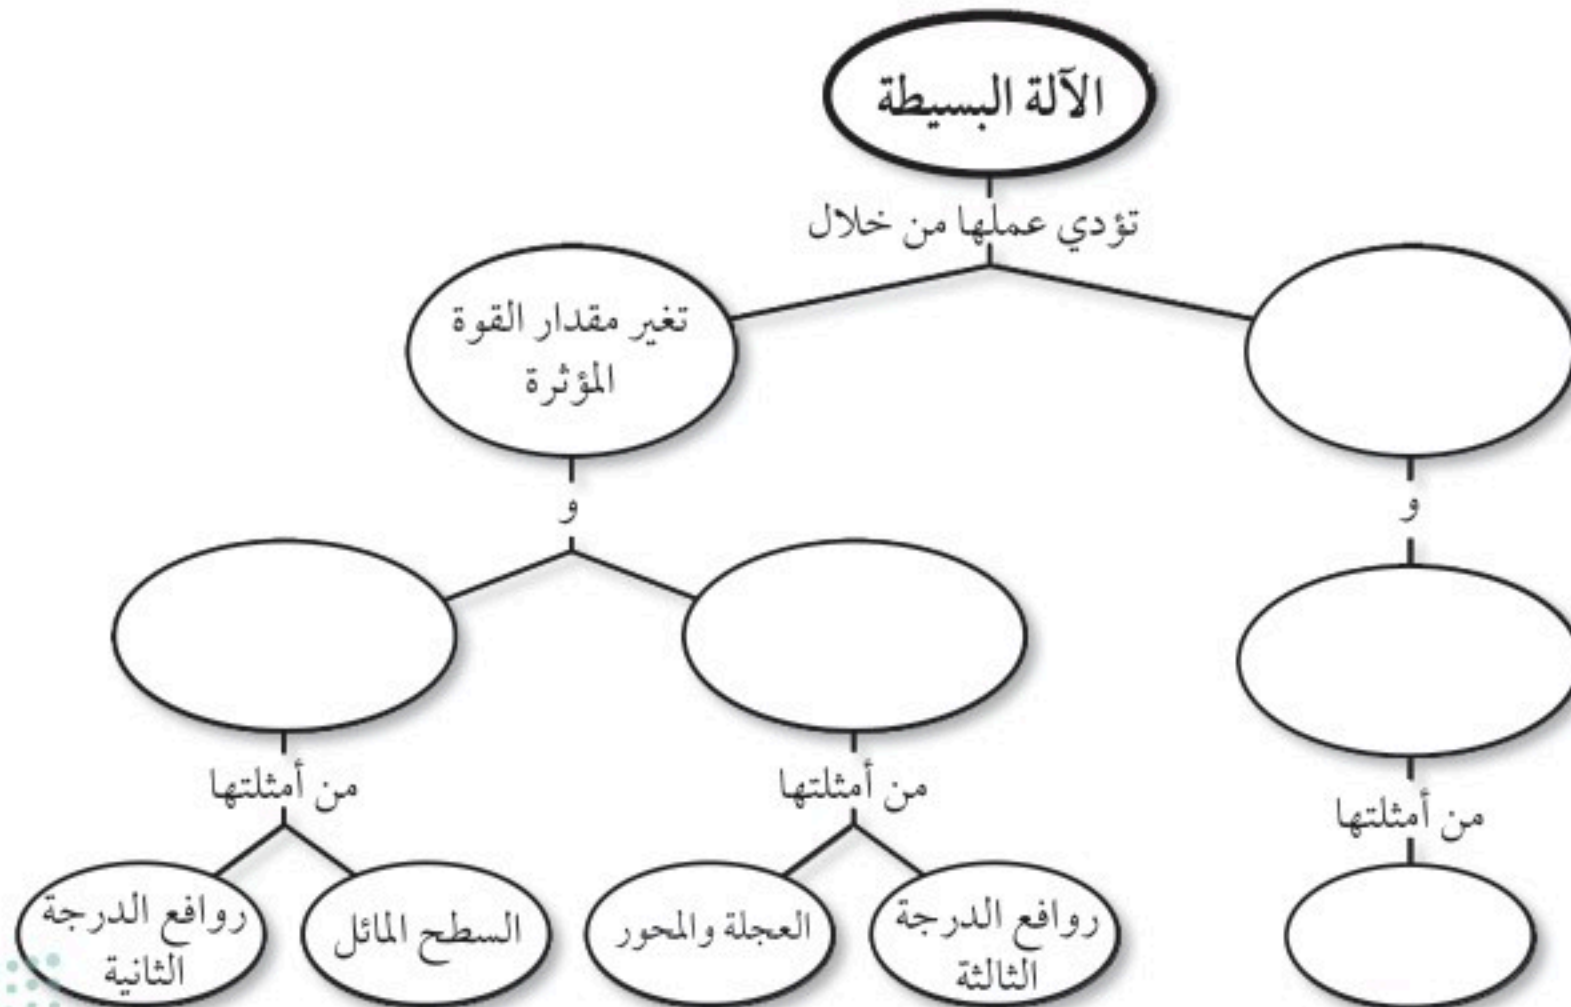 الآلة البسيطة
تؤدي عملها من خلال
تغير مقدار القوة
المؤثرة
و
و
من أمثلتها
من أمثلتها
من أمثلتها
روافع الدرجة
الثالثة
العجلة والمحور
السطح المائل
روافع الدرجة
الثانية